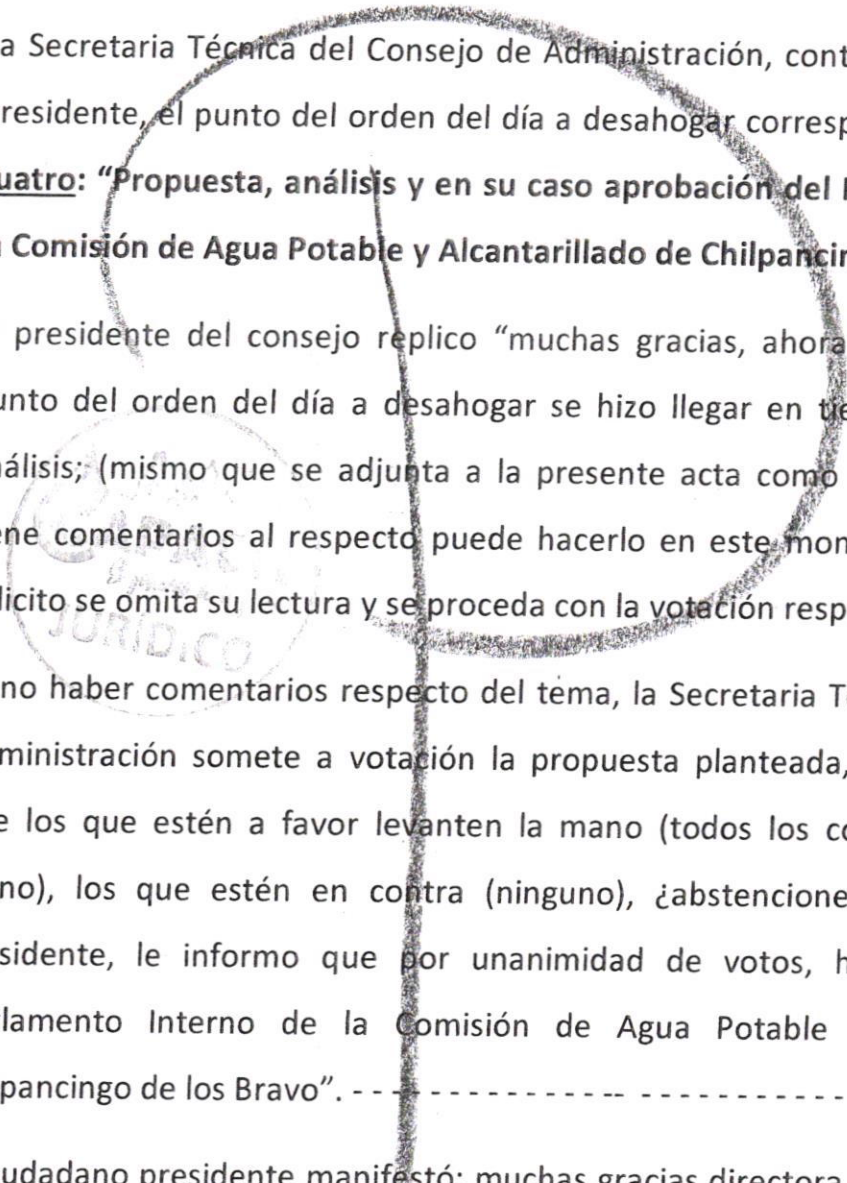 a Secretaria Técnica del Consejo de Administración, cont
residente, el punto del orden del día a desahogar corresp
uatro: “Propuesta, análisis y en su caso aprobación del
Comisión de Agua Potable y Alcantarillado de Chilpancin
presidente del consejo replico “muchas gracias, ahora
unto del orden del día a desahogar se hizo llegar en tie
nálisis; (mismo que se adjunta a la presente acta como
ene comentarios al respecto puede hacerlo en este mon
licito se omita su lectura y se proceda con la votación resp
JURÍDICO
no haber comentarios respecto del tema, la Secretaria T
ministración somete a votación la propuesta planteada,
e los que estén a favor levanten la mano (todos los co
no), los que estén en contra (ninguno), ¿abstencione
sidente, le informo que por unanimidad de votos, h
lamento Interno de la Comisión de Agua Potable
pancingo de los Bravo”. - - - - - - - - - - - - - - - -- - - - - - - - - - - -
udadano presidente manifestó: muchas gracias directora